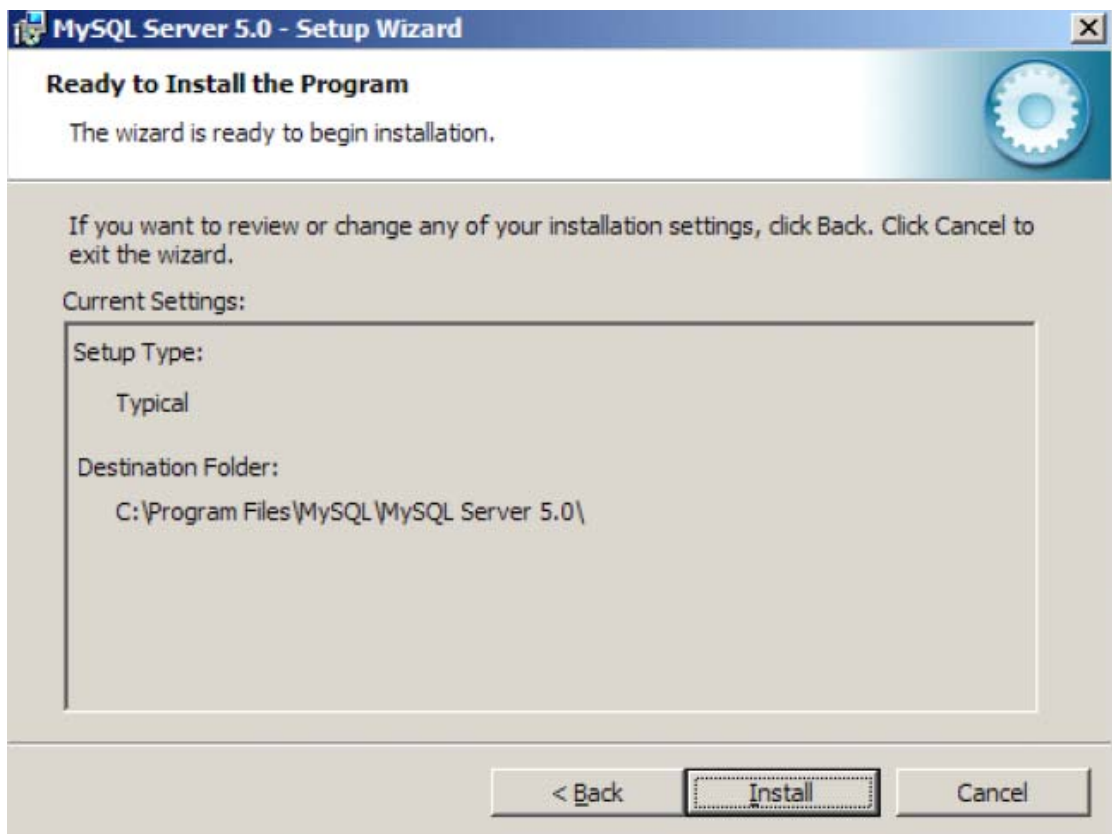 MySQL Server 5.0 - Setup Wizard
Ready to Install the Program
The wizard is ready to begin installation.
If you want to review or change any of your installation settings, click Back. Click Cancel to
exit the wizard.
Current Settings:
Setup Type:
Typical
Destination Folder:
C:\Program Files\MySQL\MySQL Server 5.0\
< Back
Install
Cancel